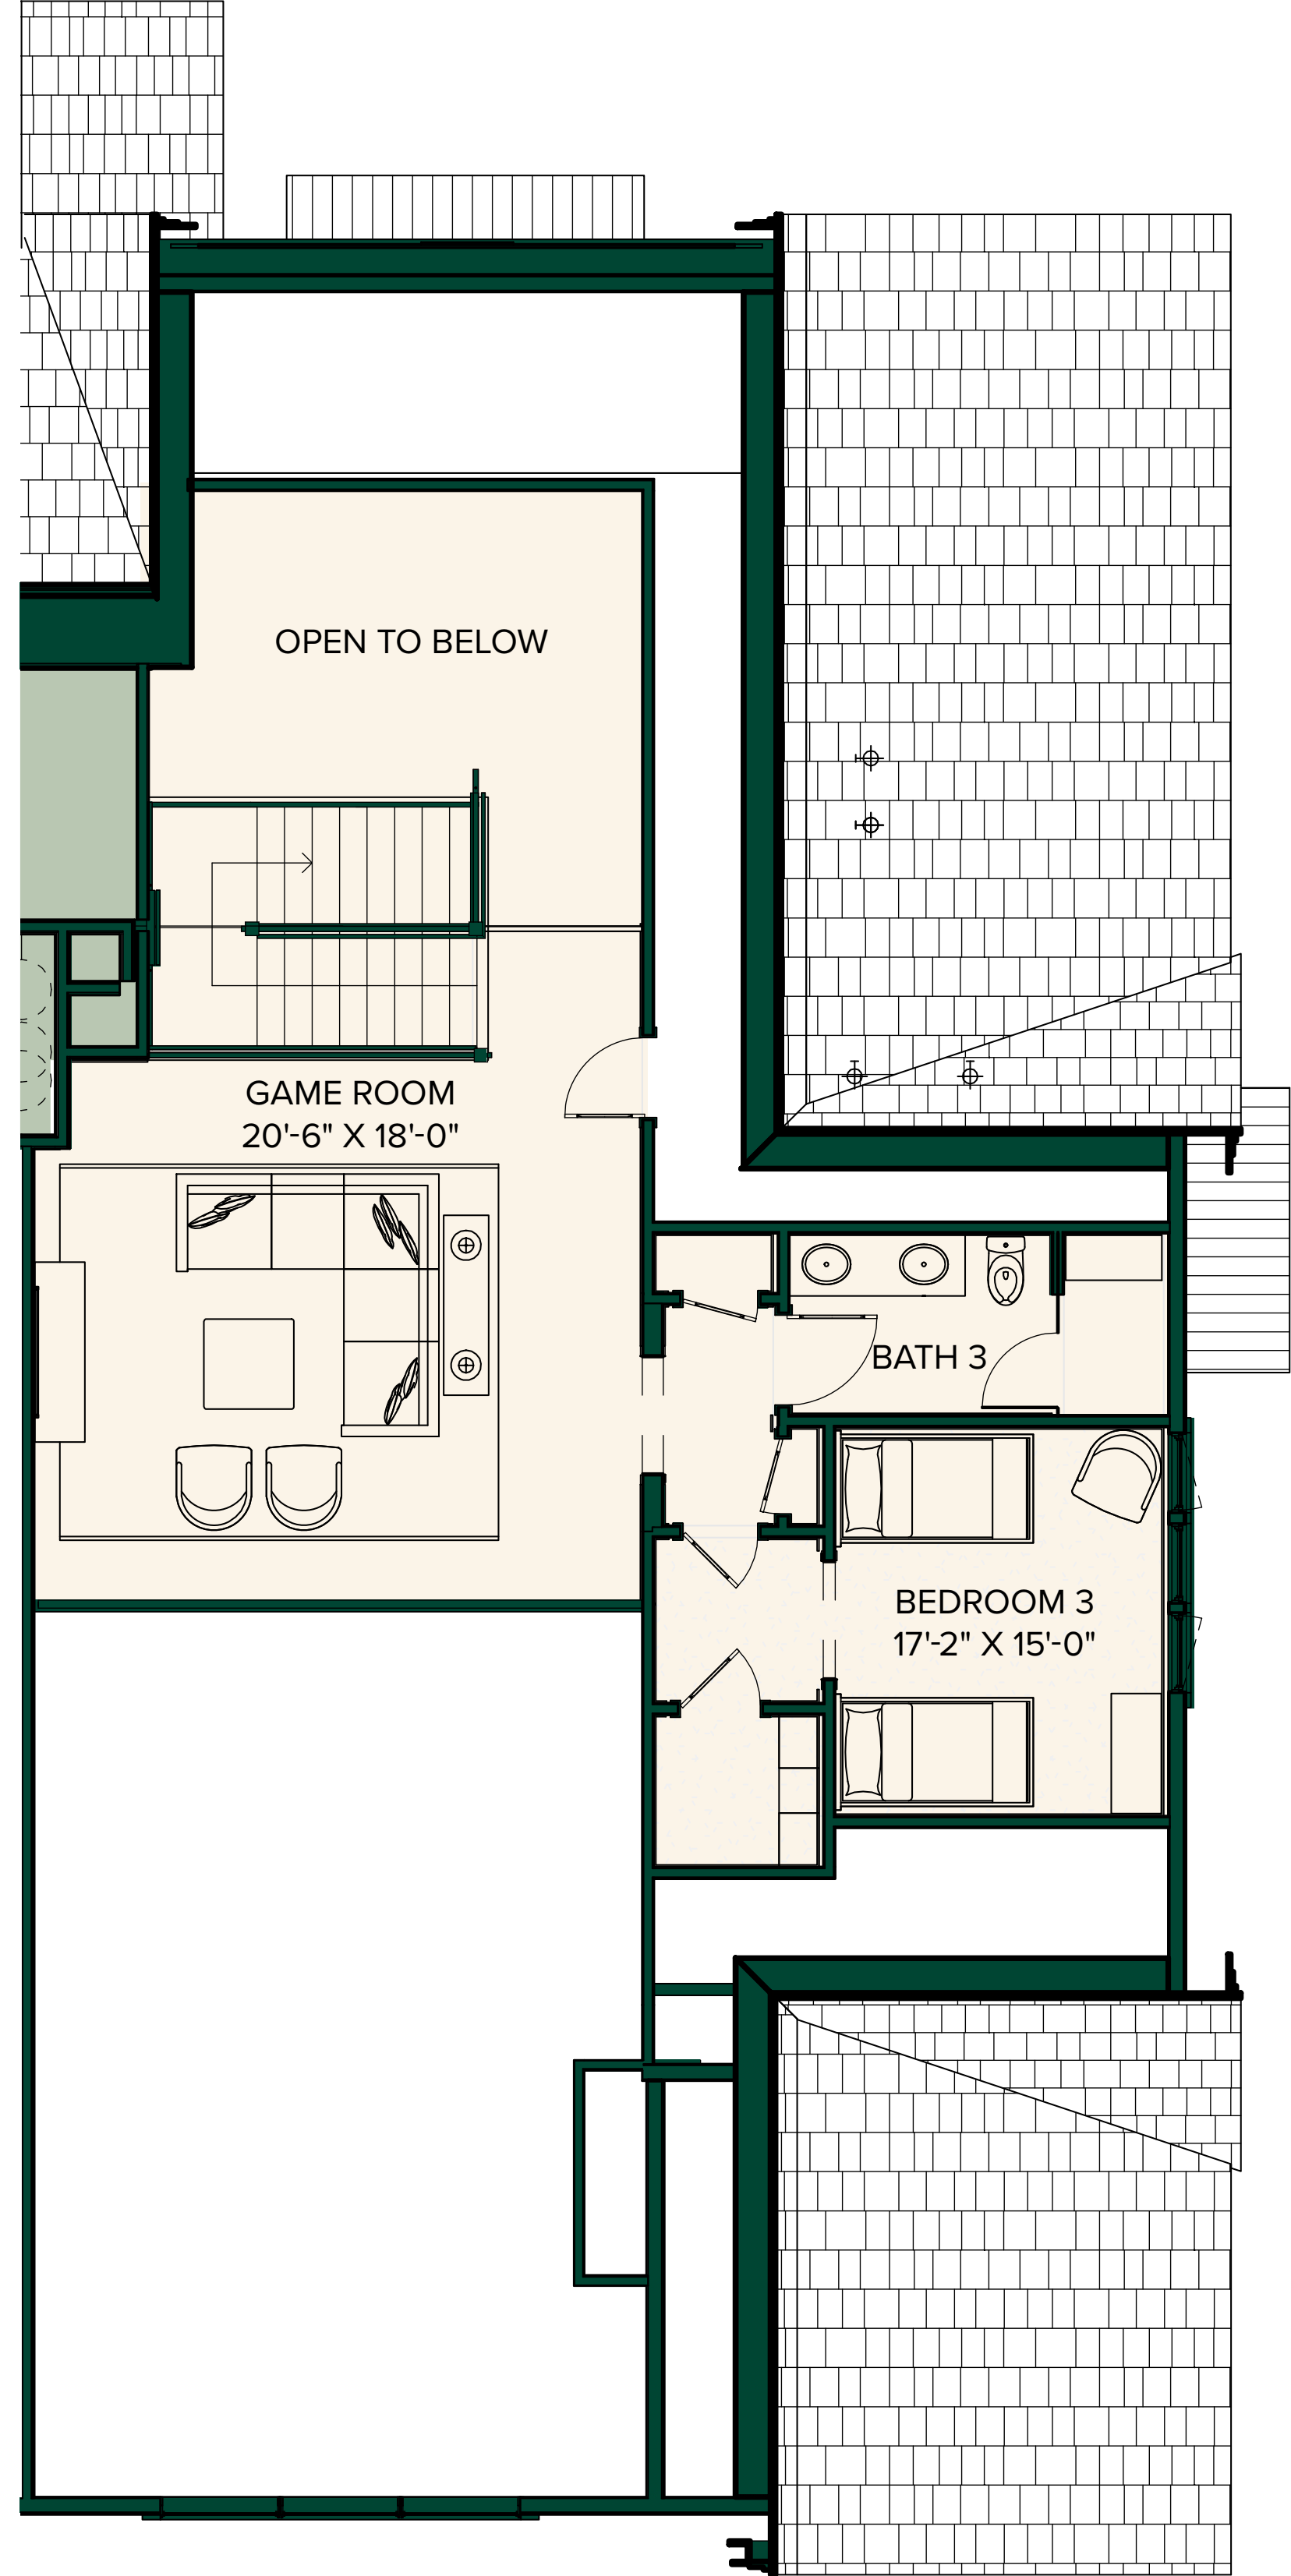 OPEN TO BELOW
GAME ROOM
20'-6" X 18'-0"
BATH 3
BEDROOM 3
17'-2" X 15'-0"